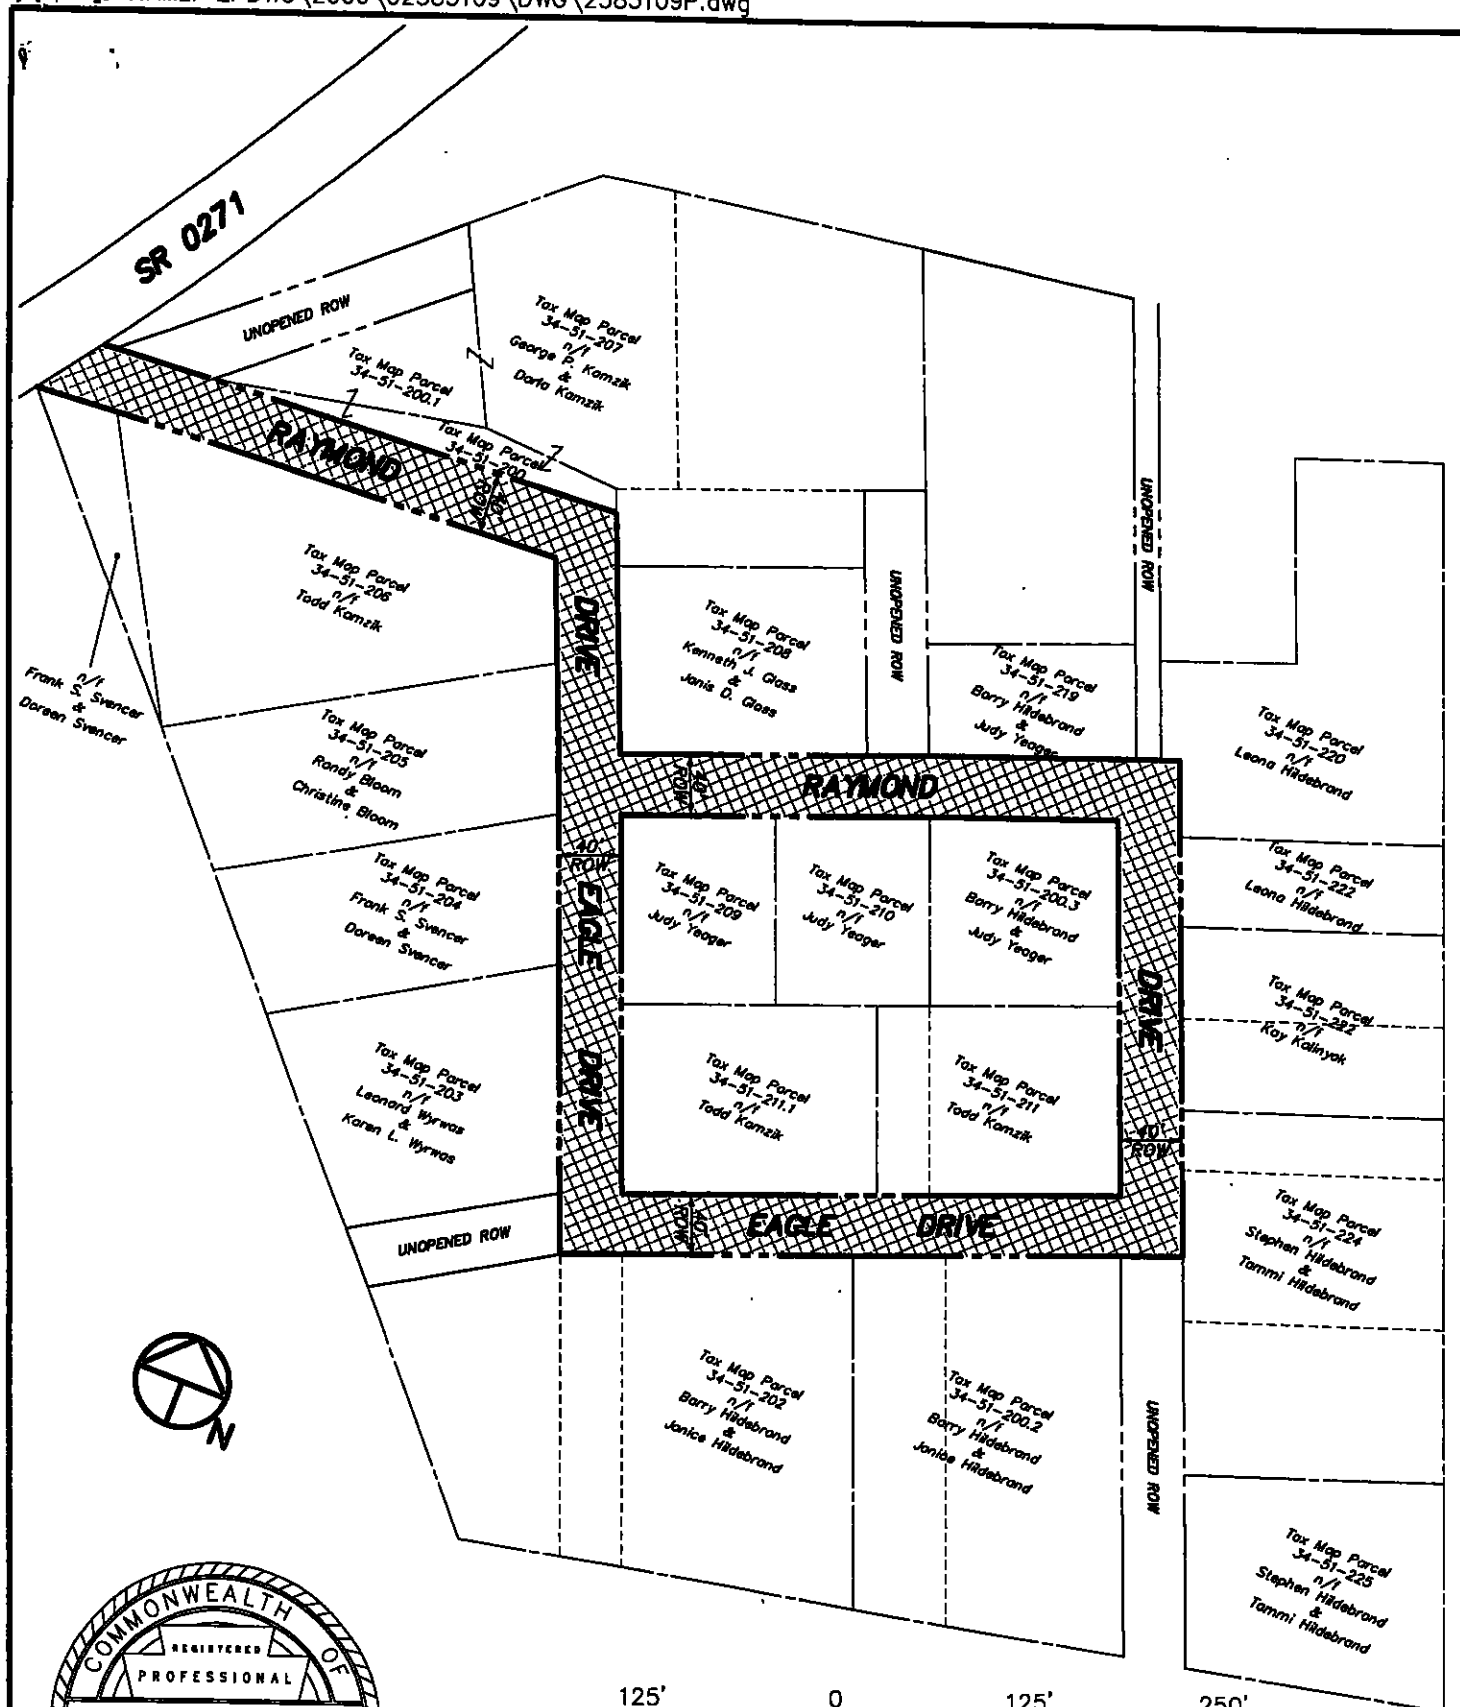 \2000\02585109\DWG\2585109P.dwg
SR 0271
UNOPENED ROW
Tax Map Parcel
34-51-207
n/f
George P. Kamzik
&
Darla Kamzik
Tax Map Parcel
34-51-200.1
RAYMOND
Tax Map Parcel
34-51-200
40'
ROW
UNOPENED ROW
Tax Map Parcel
34-51-206
n/f
Todd Kamzik
DRIVE
Tax Map Parcel
34-51-208
n/f
Kenneth J. Glass
&
Janis D. Glass
UNOPENED ROW
Tax Map Parcel
34-51-219
n/f
Barry Hildebrand
&
Judy Yeager
n/f
Frank S. Svencer
&
Doreen Svencer
Tax Map Parcel
34-51-205
n/f
Randy Bloom
&
Christine Bloom
Tax Map Parcel
34-51-220
n/f
Leona Hildebrand
40'
ROW
RAYMOND
40'
ROW
Tax Map Parcel
34-51-204
n/f
Frank S. Svencer
&
Doreen Svencer
EAGLE
Tax Map Parcel
34-51-209
n/f
Judy Yeager
Tax Map Parcel
34-51-210
n/f
Judy Yeager
Tax Map Parcel
34-51-200.3
n/f
Barry Hildebrand
&
Judy Yeager
Tax Map Parcel
34-51-222
n/f
Leona Hildebrand
DRIVE
Tax Map Parcel
34-51-222
n/f
Kay Kalinyak
Tax Map Parcel
34-51-203
n/f
Leonard Wyrwas
&
Karen L. Wyrwas
DRIVE
Tax Map Parcel
34-51-211.1
n/f
Todd Kamzik
Tax Map Parcel
34-51-211
n/f
Todd Kamzik
40'
ROW
Tax Map Parcel
34-51-224
n/f
Stephen Hildebrand
&
Tammi Hildebrand
UNOPENED ROW
40'
ROW
EAGLE DRIVE
Tax Map Parcel
34-51-202
n/f
Barry Hildebrand
&
Janice Hildebrand
Tax Map Parcel
34-51-200.2
n/f
Barry Hildebrand
&
Janice Hildebrand
UNOPENED ROW
N
Tax Map Parcel
34-51-225
n/f
Stephen Hildebrand
&
Tammi Hildebrand
COMMONWEALTH OF
REGISTERED
PROFESSIONAL
125' 0 125' 250'